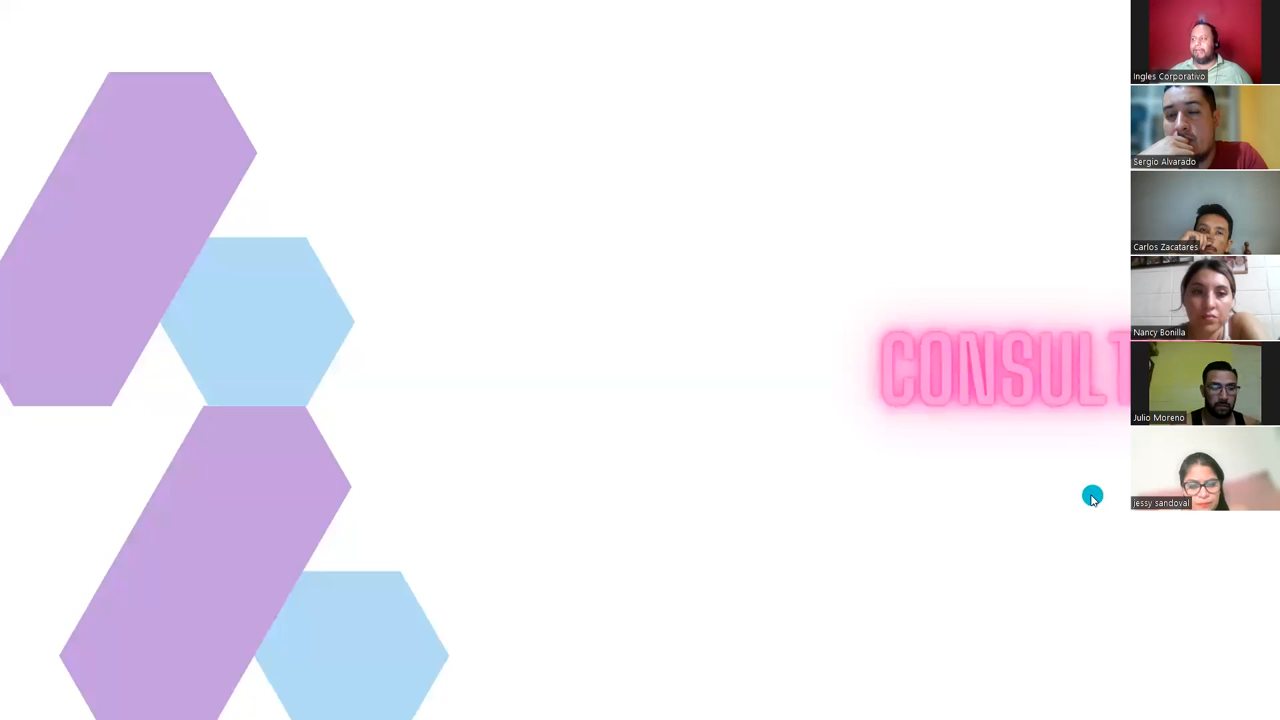 CONSULT
Ingles Corporativo
Sergio Alvarado
Carlos Zacatares
Nancy Bonilla
Julio Moreno
jessy sandoval